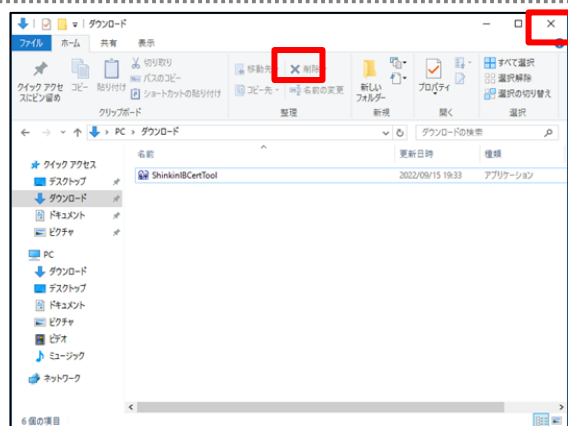 ダウンロード
ファイル ホーム 共有 表示
クイック アクセスにピン留め
コピー
貼り付け
切り取り
パスのコピー
ショートカットの貼り付け
クリップボード
移動先
削除
コピー先
名前の変更
整理
新しいフォルダー
新規
プロパティ
開く
すべて選択
選択解除
選択の切り替え
選択
PC › ダウンロード
ダウンロードの検索
名前 更新日時 種類
ShinkinIBCertTool 2022/09/15 19:33 アプリケーション
クイック アクセス
デスクトップ
ダウンロード
ドキュメント
ピクチャ
PC
ダウンロード
デスクトップ
ドキュメント
ピクチャ
ビデオ
ミュージック
ネットワーク
6 個の項目